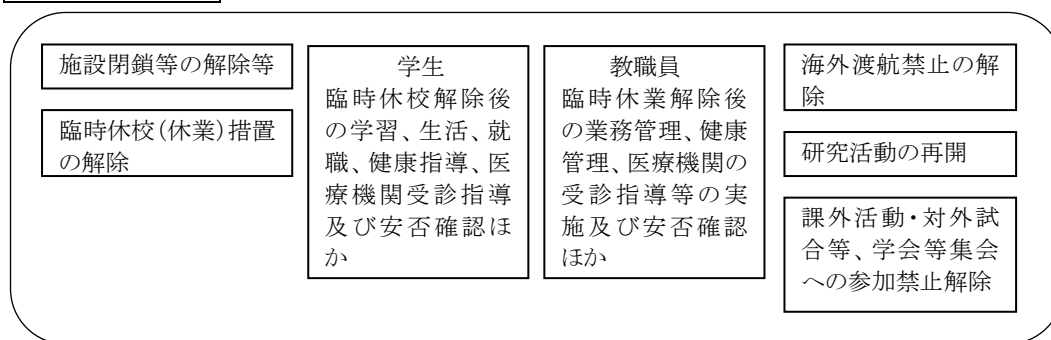 施設閉鎖等の解除等
臨時休校(休業)措置
の解除
学生
臨時休校解除後
の学習、生活、就
職、健康指導、医
療機関受診指導
及び安否確認ほ
か
教職員
臨時休業解除後
の業務管理、健康
管理、医療機関の
受診指導等の実
施及び安否確認
ほか
海外渡航禁止の解
除
研究活動の再開
課外活動・対外試
合等、学会等集会
への参加禁止解除